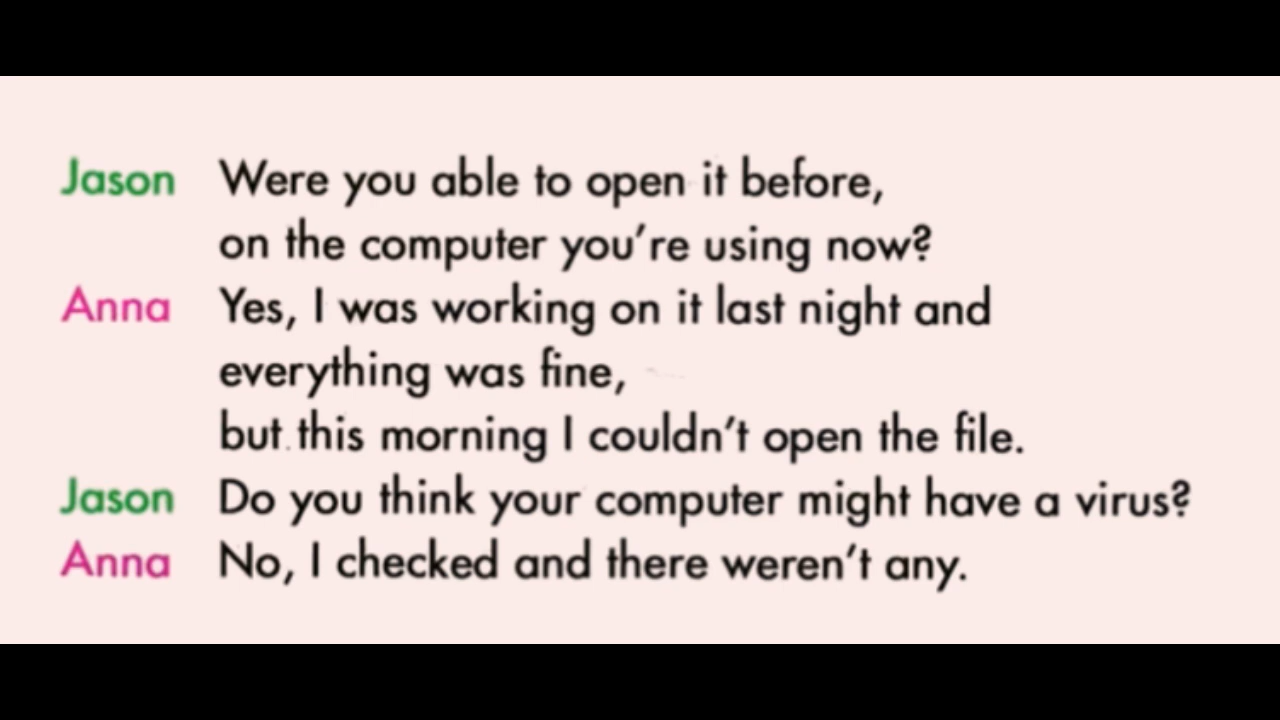 Jason Were you able to open it before,
on the computer you're using now?
Anna Yes, I was working on it last night and
everything was fine,
but this morning I couldn't open the file.
Jason Do you think your computer might have a virus?
Anna No, I checked and there weren't any.